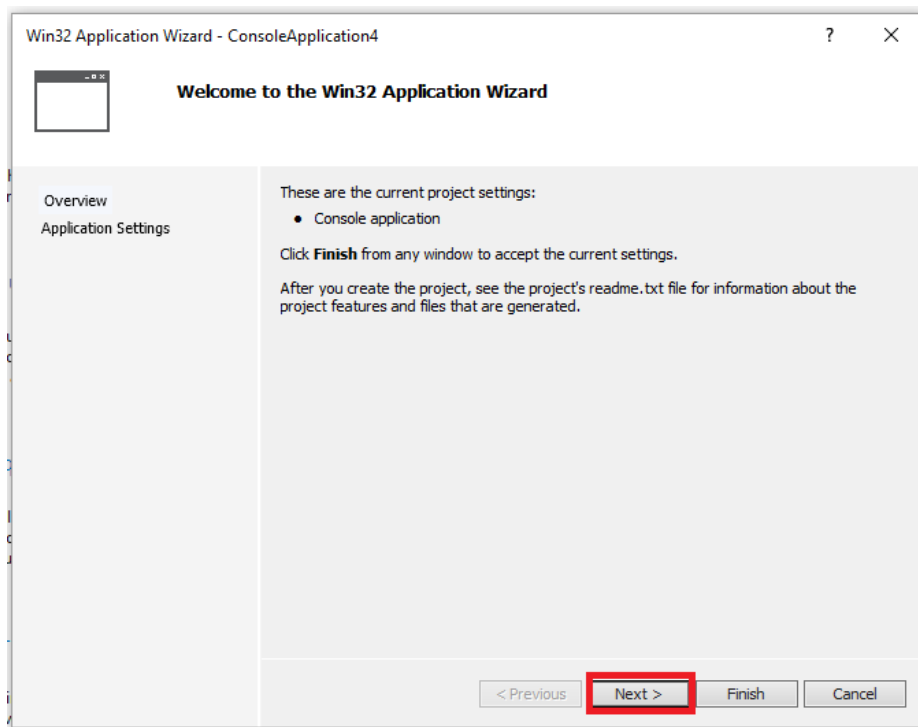 Win32 Application Wizard - ConsoleApplication4
Welcome to the Win32 Application Wizard
Overview
Application Settings
These are the current project settings:
• Console application
Click Finish from any window to accept the current settings.
After you create the project, see the project's readme.txt file for information about the
project features and files that are generated.
< Previous
Next >
Finish
Cancel